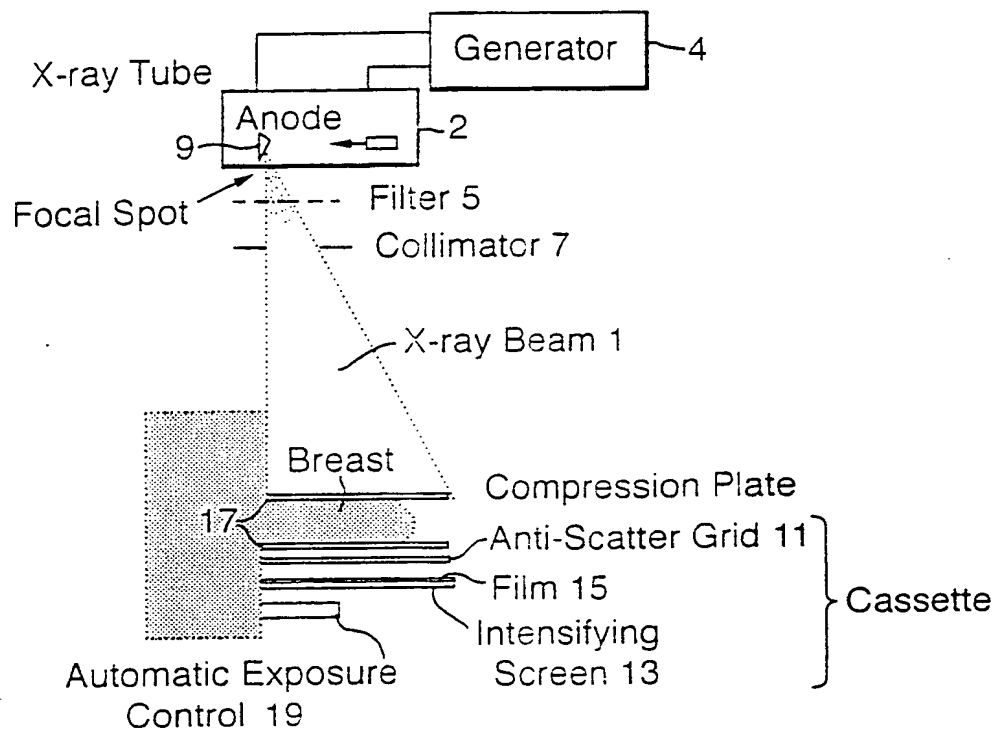 Generator
4
X-ray Tube
Anode
2
9
Focal Spot
Filter 5
Collimator 7
X-ray Beam 1
Breast
Compression Plate
17
Anti-Scatter Grid 11
Film 15
Cassette
Intensifying
Screen 13
Automatic Exposure
Control 19